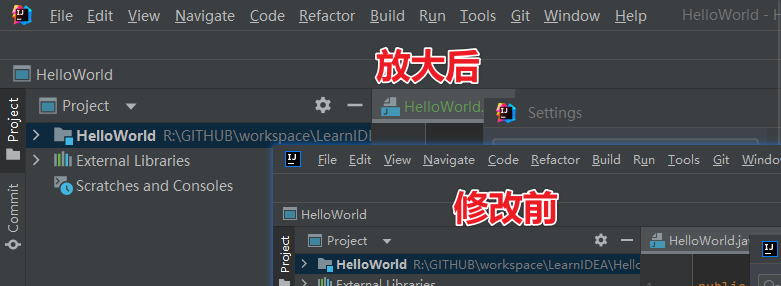 File Edit View Navigate Code Refactor Build Run Tools Git Window Help HelloWorld - H
HelloWorld
放大后
Project
HelloWorld.
Settings
Project
Commit
HelloWorld R:\GITHUB\workspace\LearnIDE
External Libraries
Scratches and Consoles
IJ
File Edit View Navigate Code Refactor Build Run Tools Git Windo
修改前
HelloWorld
Project
Project
HelloWorld.ja
IJ
HelloWorld R:\GITHUB\workspace\LearnIDEA\Hello
External Libraries
public